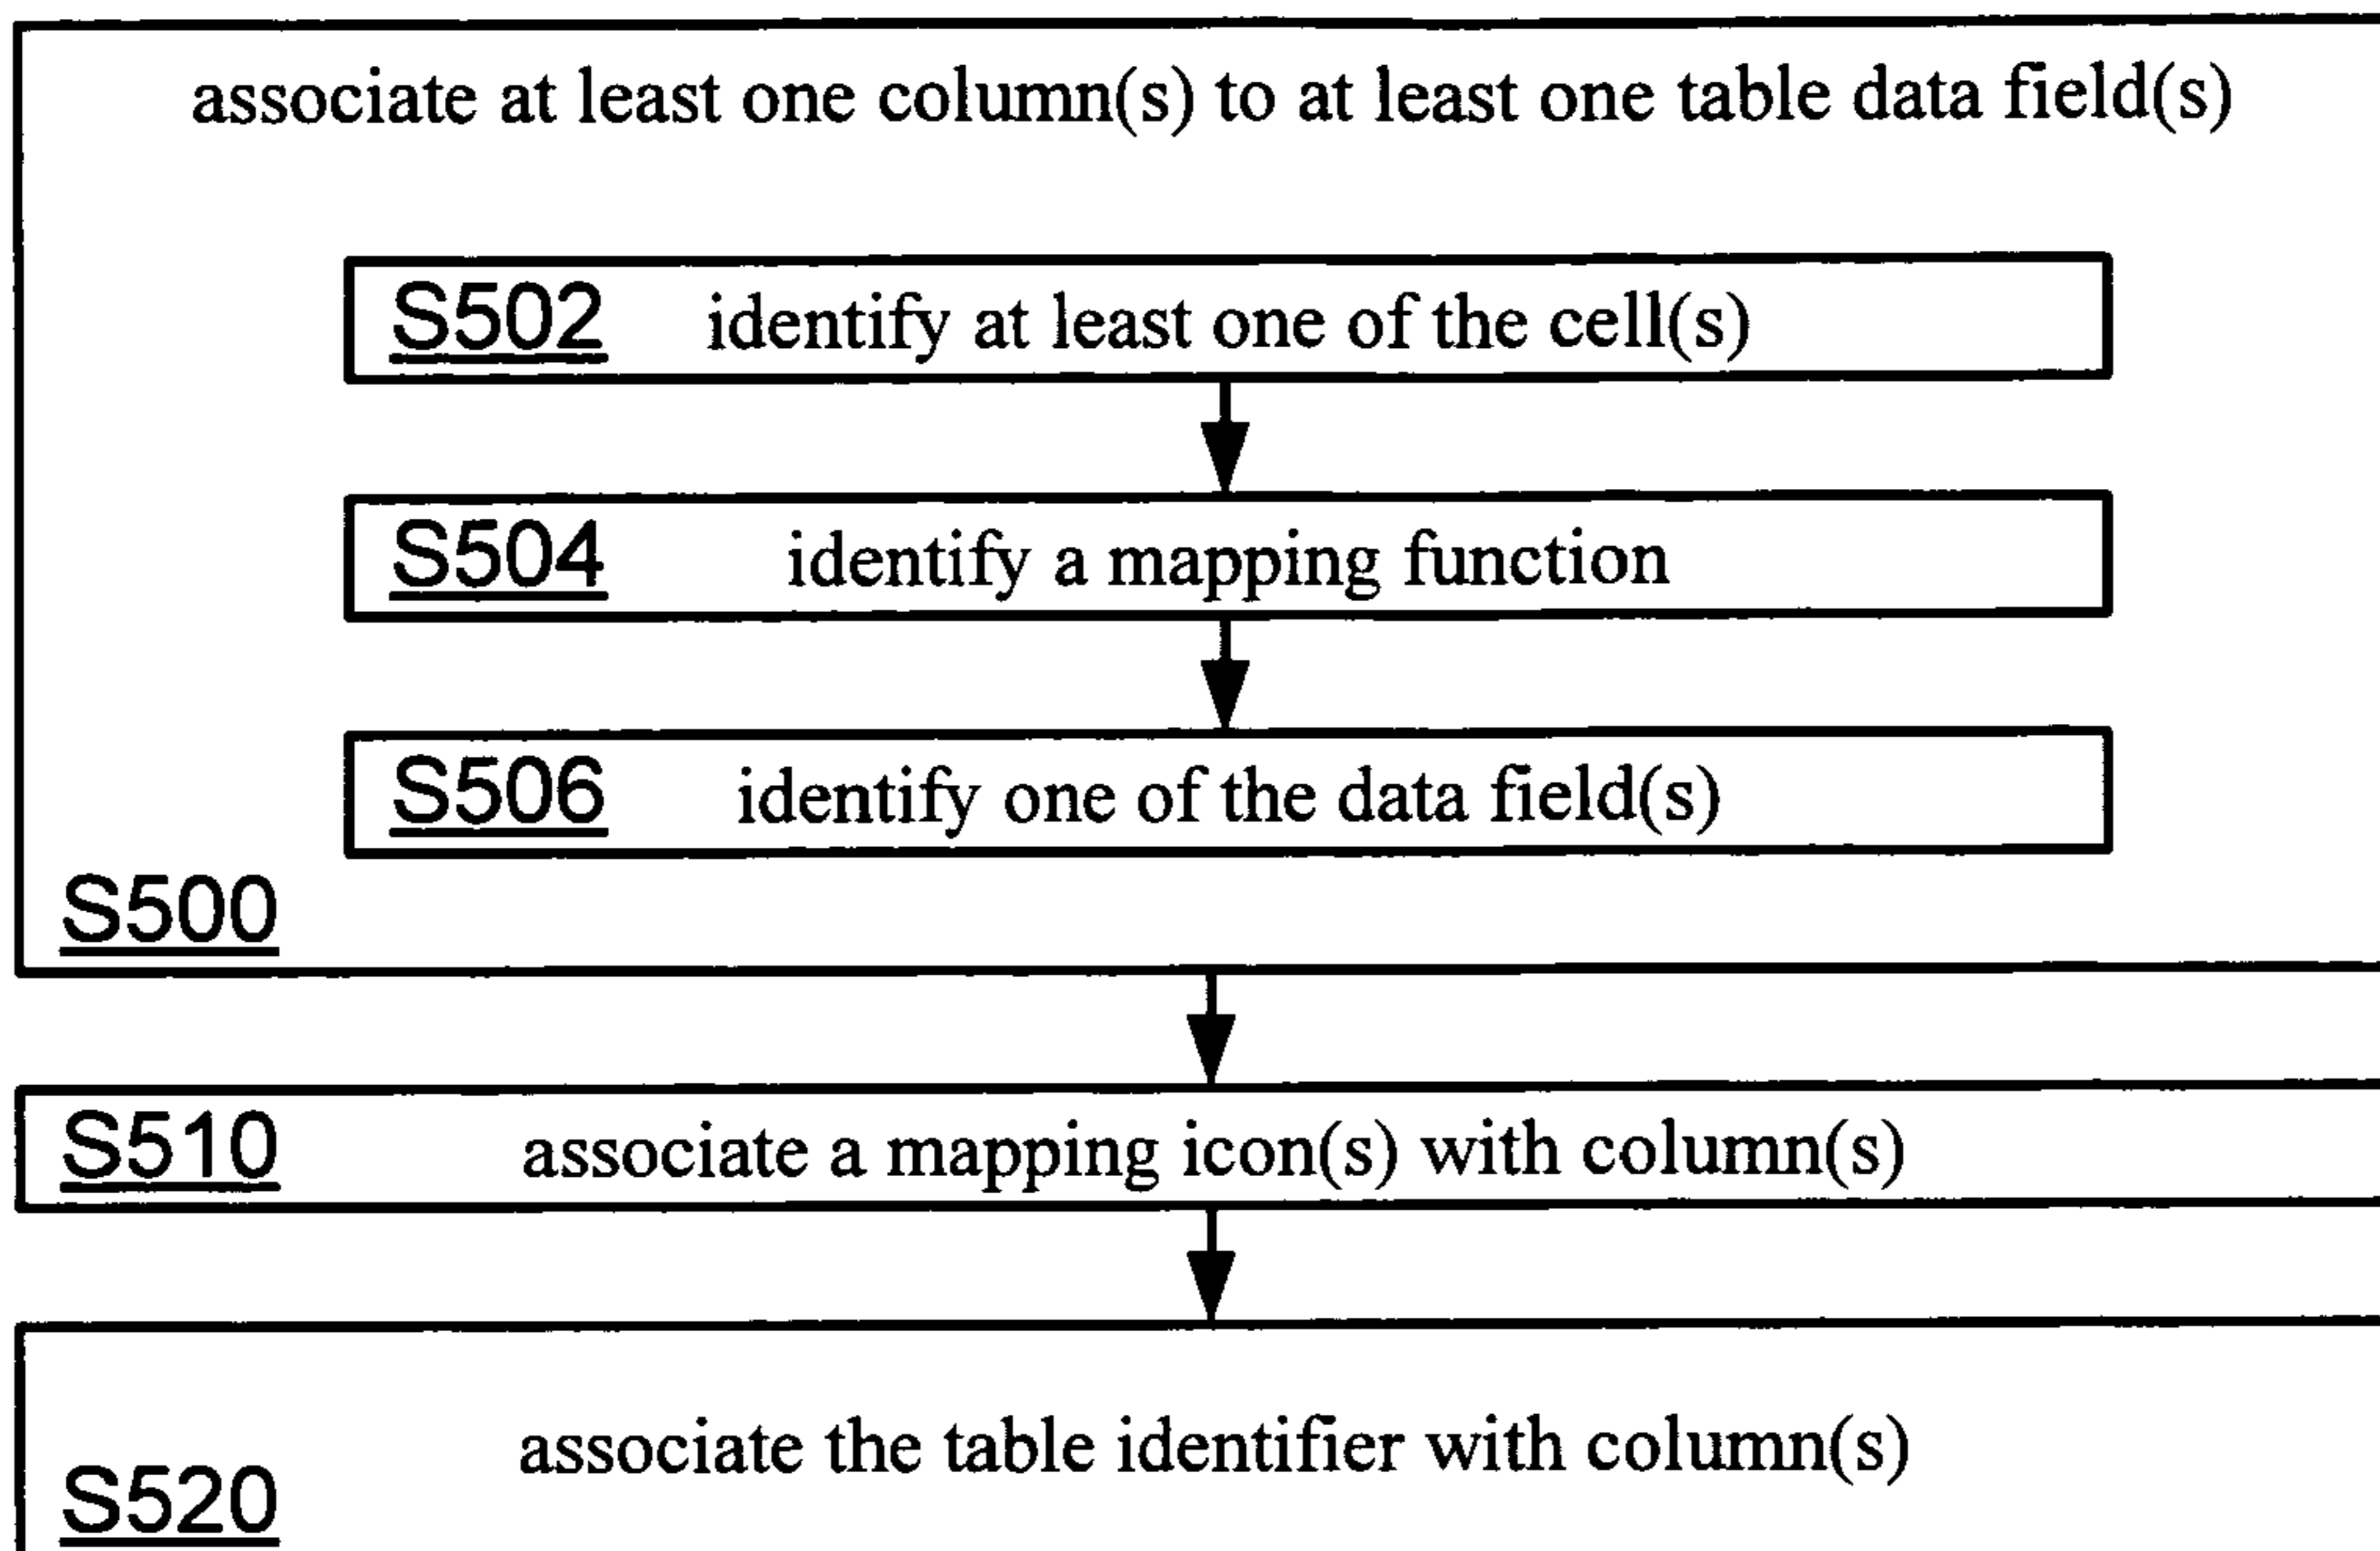 associate at least one column(s) to at least one table data field(s)
S502 identify at least one of the cell(s)
S504 identify a mapping function
S506 identify one of the data field(s)
S500
S510 associate a mapping icon(s) with column(s)
associate the table identifier with column(s)
S520